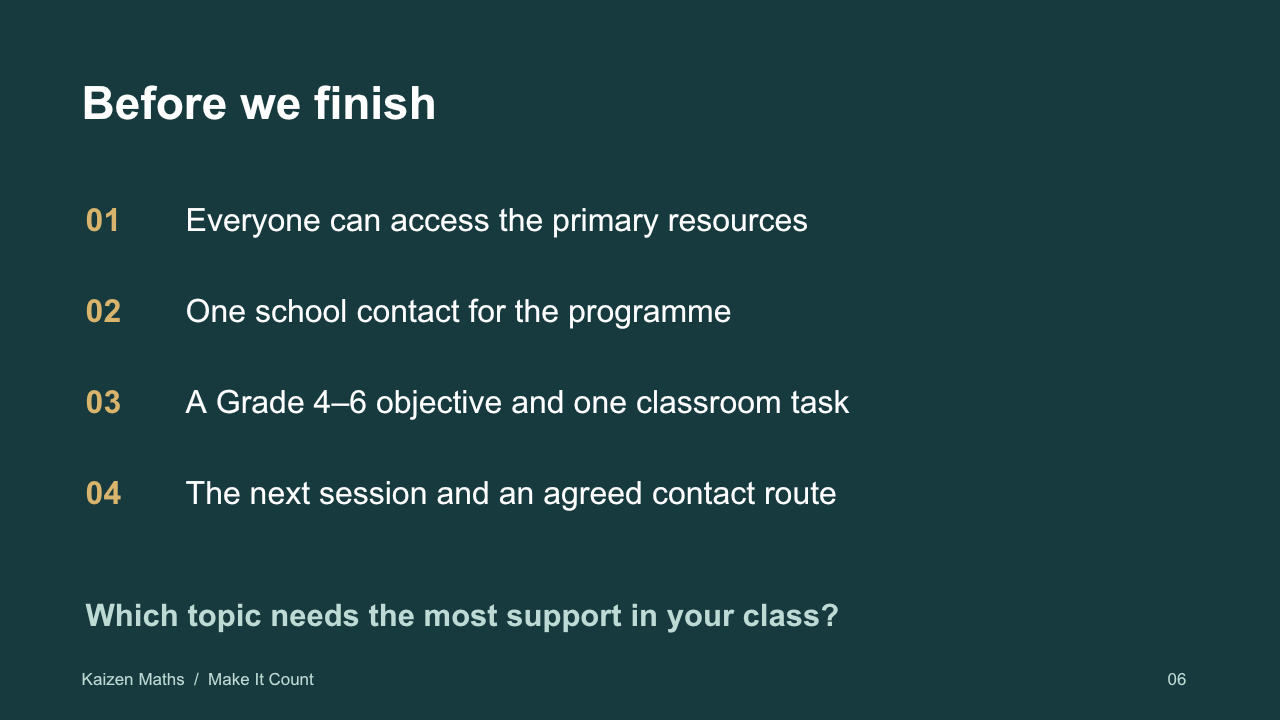 Before we finish
01 Everyone can access the primary resources
02 One school contact for the programme
03 A Grade 4–6 objective and one classroom task
04 The next session and an agreed contact route
Which topic needs the most support in your class?
Kaizen Maths / Make It Count
06